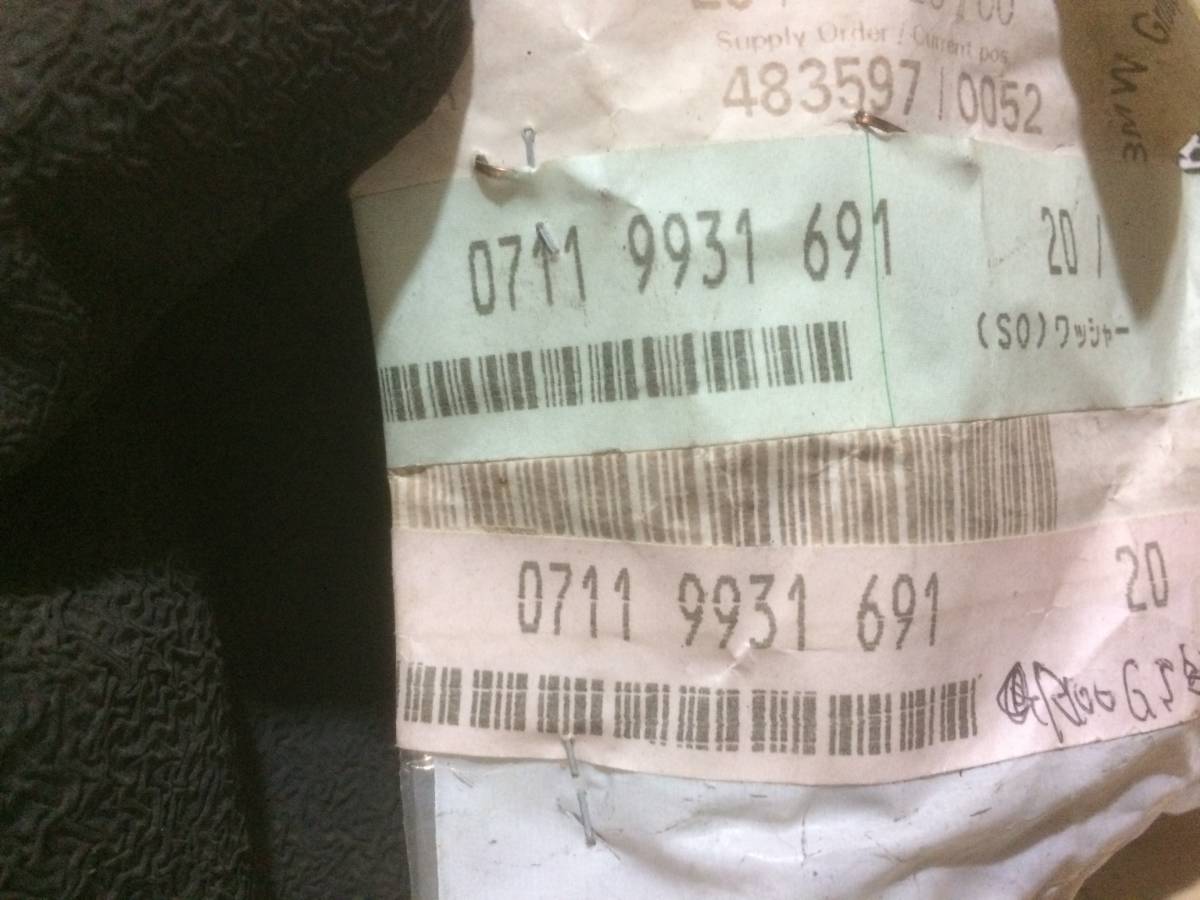 Supply Order / Current pos.
483597 / 0052
0711 9931 691 20 /
(SO)ワッシャー
0711 9931 691 20